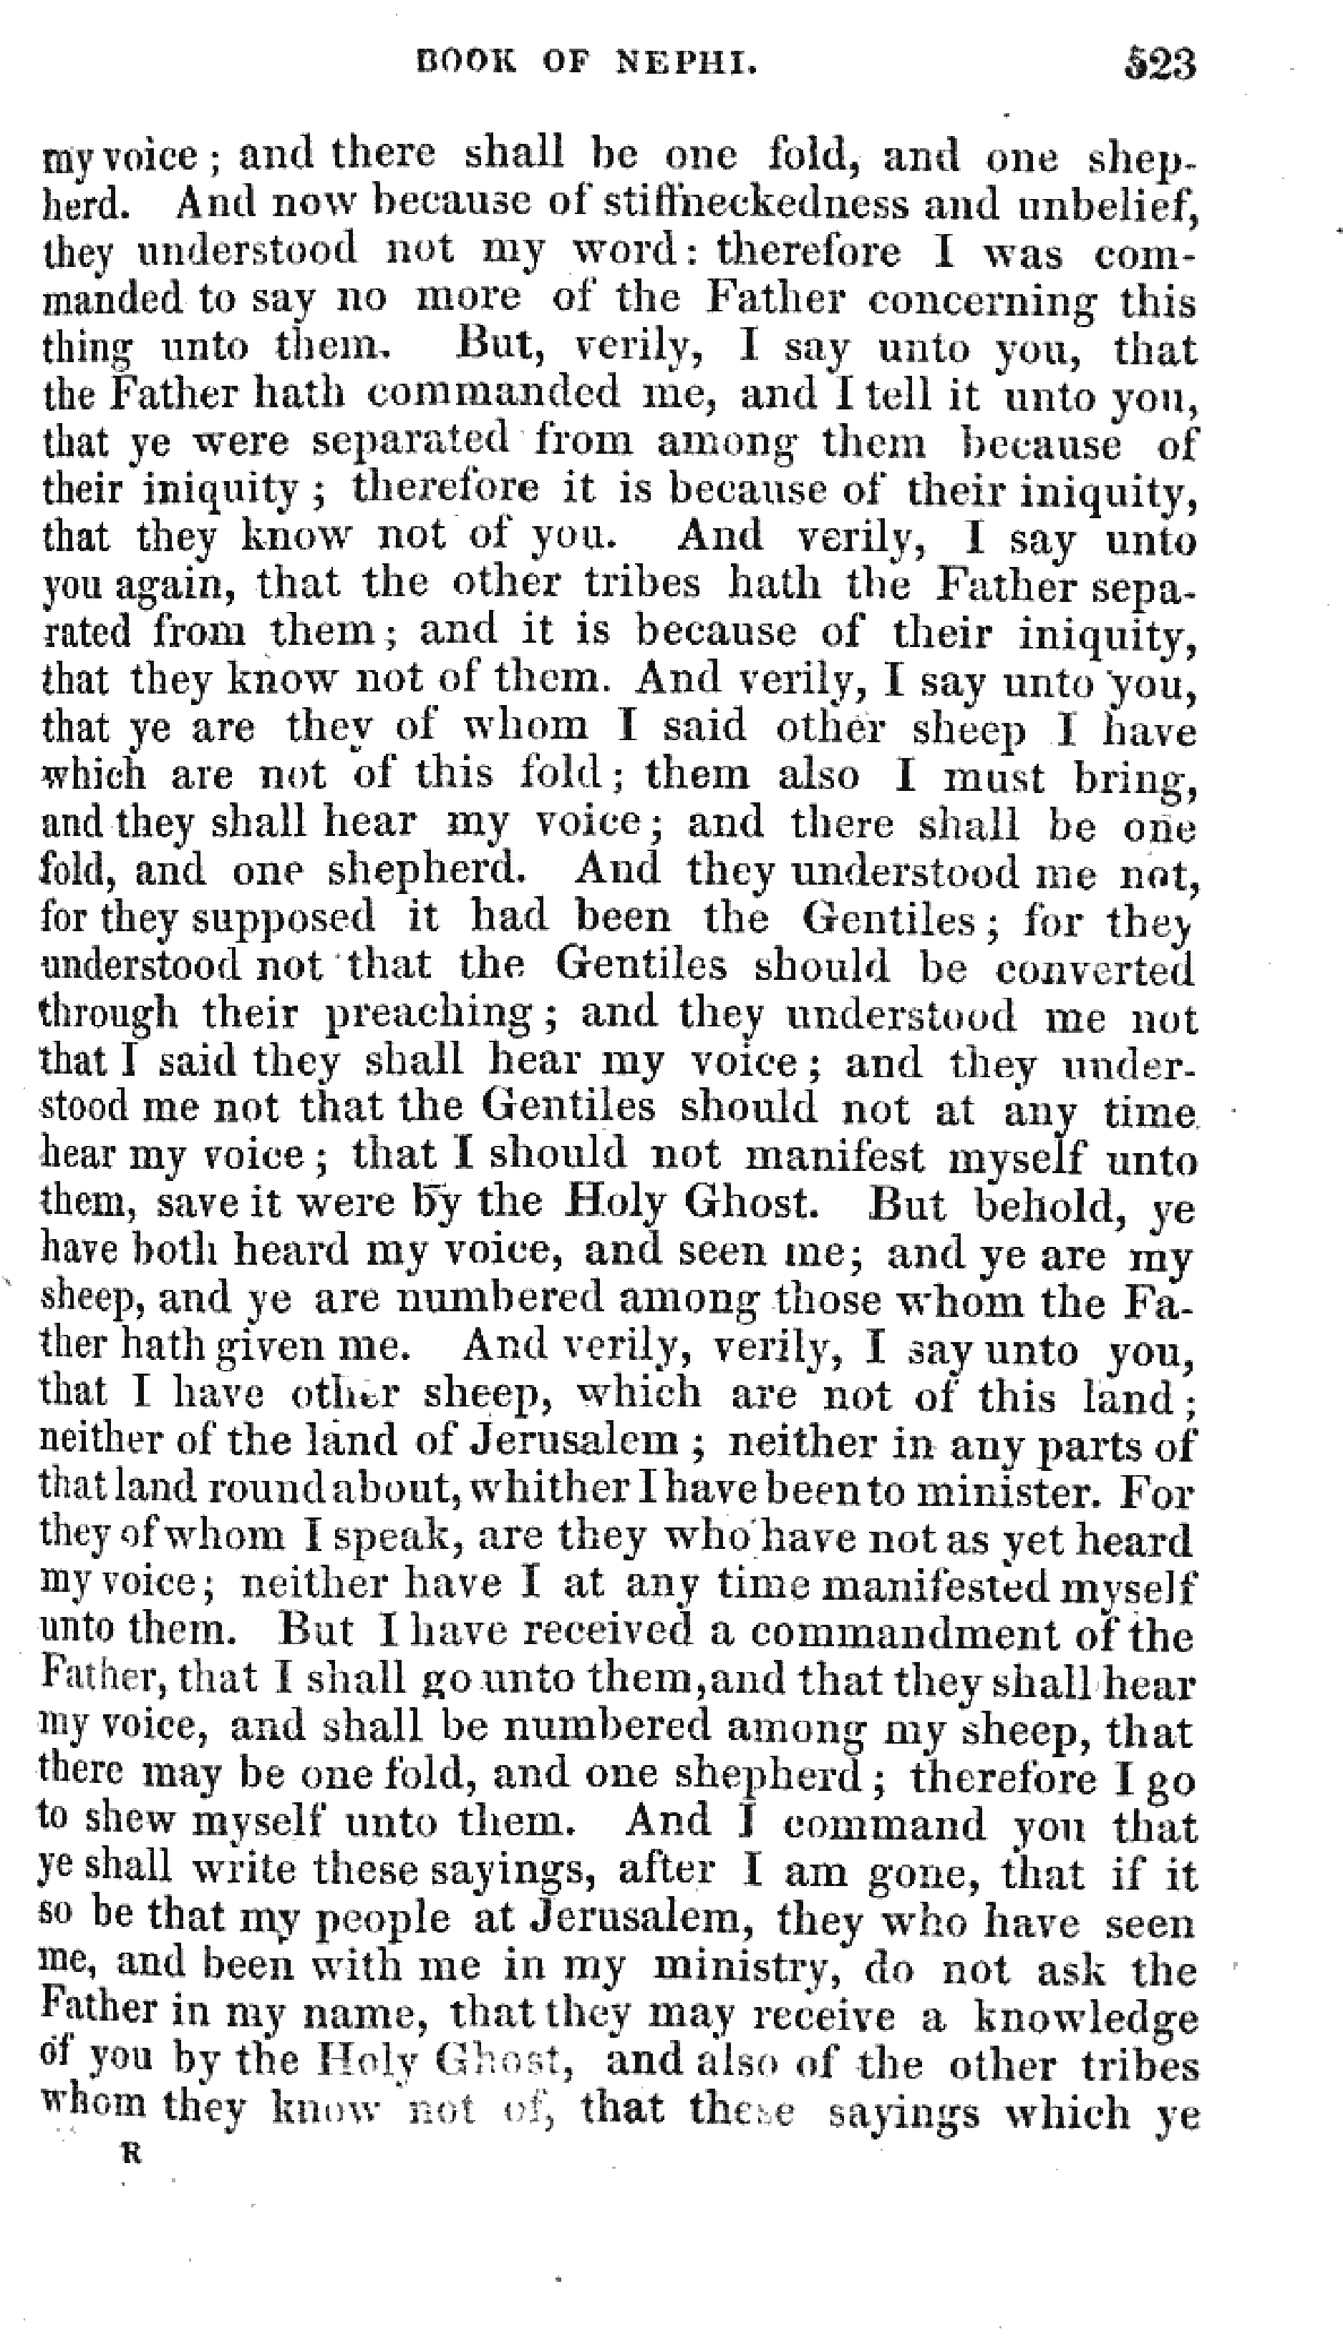 BOOK OF NEPHI. 523
my voice; and there shall be one fold, and one shep-
herd. And now because of stiffneckedness and unbelief,
they understood not my word: therefore I was com-
manded to say no more of the Father concerning this
thing unto them. But, verily, I say unto you, that
the Father hath commanded me, and I tell it unto you,
that ye were separated from among them because of
their iniquity; therefore it is because of their iniquity,
that they know not of you. And verily, I say unto
you again, that the other tribes hath the Father sepa-
rated from them; and it is because of their iniquity,
that they know not of them. And verily, I say unto you,
that ye are they of whom I said other sheep I have
which are not of this fold; them also I must bring,
and they shall hear my voice; and there shall be one
fold, and one shepherd. And they understood me not,
for they supposed it had been the Gentiles; for they
understood not that the Gentiles should be converted
through their preaching; and they understood me not
that I said they shall hear my voice; and they under-
stood me not that the Gentiles should not at any time
hear my voice; that I should not manifest myself unto
them, save it were by the Holy Ghost. But behold, ye
have both heard my voice, and seen me; and ye are my
sheep, and ye are numbered among those whom the Fa-
ther hath given me. And verily, verily, I say unto you,
that I have other sheep, which are not of this land;
neither of the land of Jerusalem; neither in any parts of
that land round about, whither I have been to minister. For
they of whom I speak, are they who have not as yet heard
my voice; neither have I at any time manifested myself
unto them. But I have received a commandment of the
Father, that I shall go unto them, and that they shall hear
my voice, and shall be numbered among my sheep, that
there may be one fold, and one shepherd; therefore I go
to shew myself unto them. And I command you that
ye shall write these sayings, after I am gone, that if it
so be that my people at Jerusalem, they who have seen
me, and been with me in my ministry, do not ask the
Father in my name, that they may receive a knowledge
of you by the Holy Ghost, and also of the other tribes
whom they know not of, that these sayings which ye
R